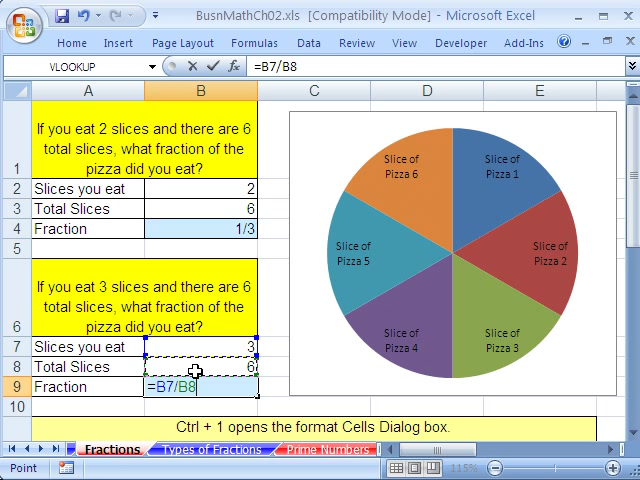 BusnMathCh02.xls [Compatibility Mode] - Microsoft Excel
Home Insert Page Layout Formulas Data Review View Developer Add-Ins
VLOOKUP fx =B7/B8
A B C D E
1 If you eat 2 slices and there are 6
total slices, what fraction of the
pizza did you eat?
2 Slices you eat 2
3 Total Slices 6
4 Fraction 1/3
5
6 If you eat 3 slices and there are 6
total slices, what fraction of the
pizza did you eat?
7 Slices you eat 3
8 Total Slices 6
9 Fraction =B7/B8
10
Slice of
Pizza 6
Slice of
Pizza 1
Slice of
Pizza 5
Slice of
Pizza 2
Slice of
Pizza 4
Slice of
Pizza 3
Ctrl + 1 opens the format Cells Dialog box.
Fractions Types of Fractions Prime Numbers
Point 115%